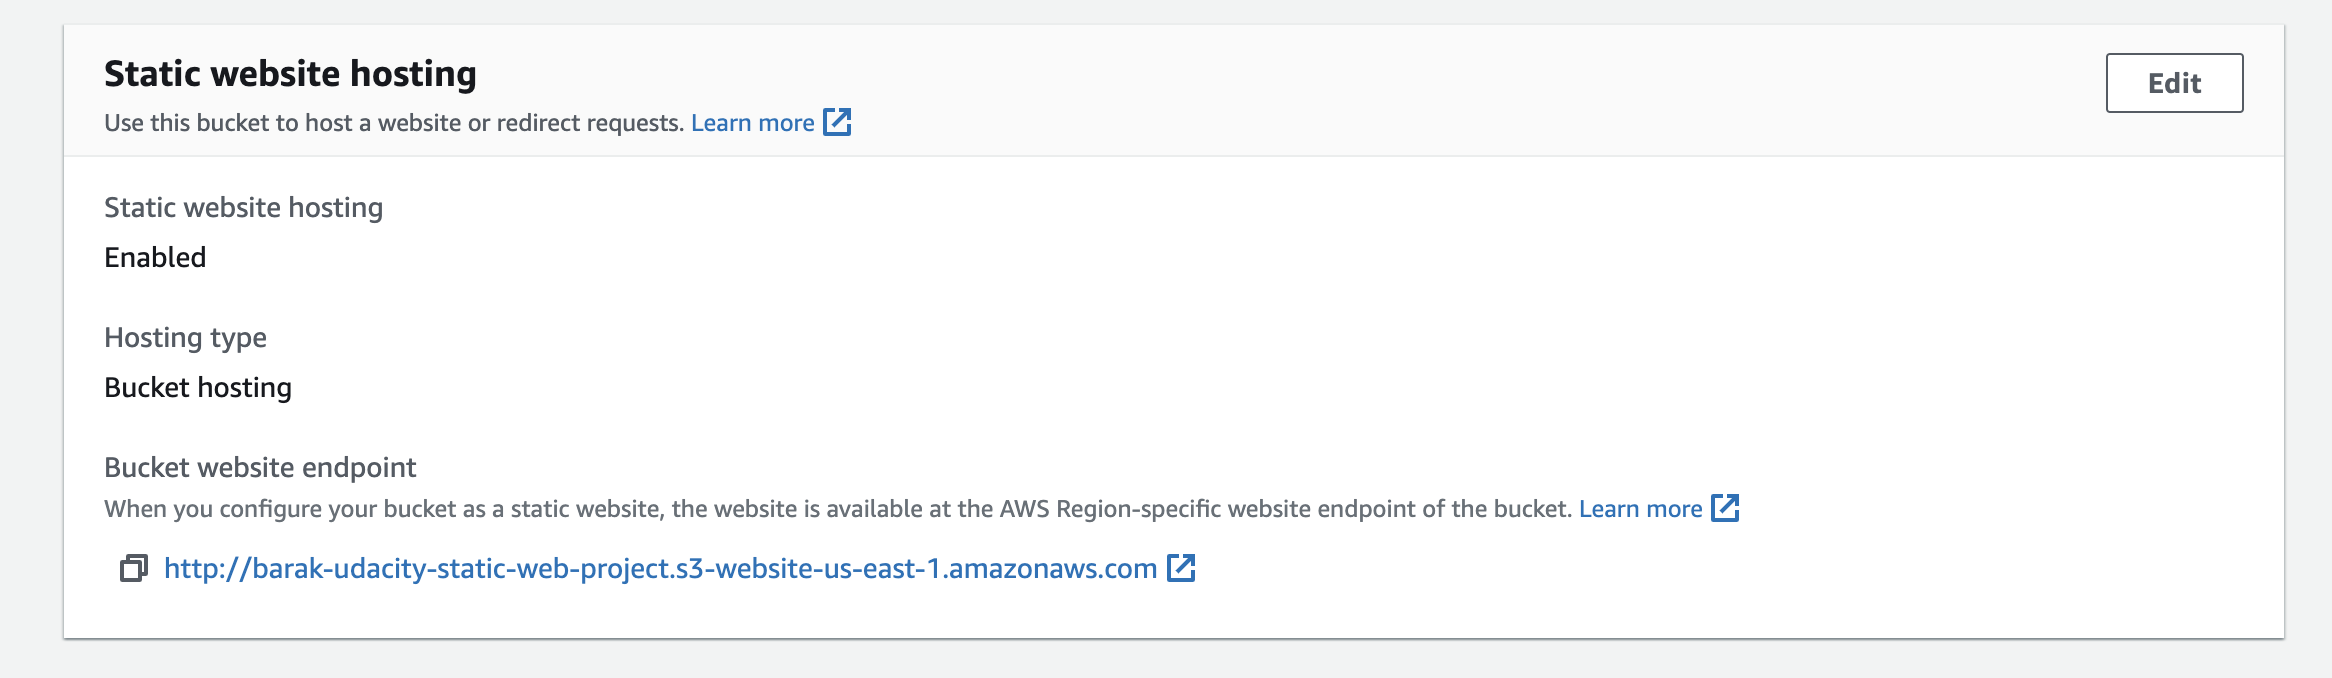 Static website hosting
Edit
Use this bucket to host a website or redirect requests. Learn more
Static website hosting
Enabled
Hosting type
Bucket hosting
Bucket website endpoint
When you configure your bucket as a static website, the website is available at the AWS Region-specific website endpoint of the bucket. Learn more
http://barak-udacity-static-web-project.s3-website-us-east-1.amazonaws.com